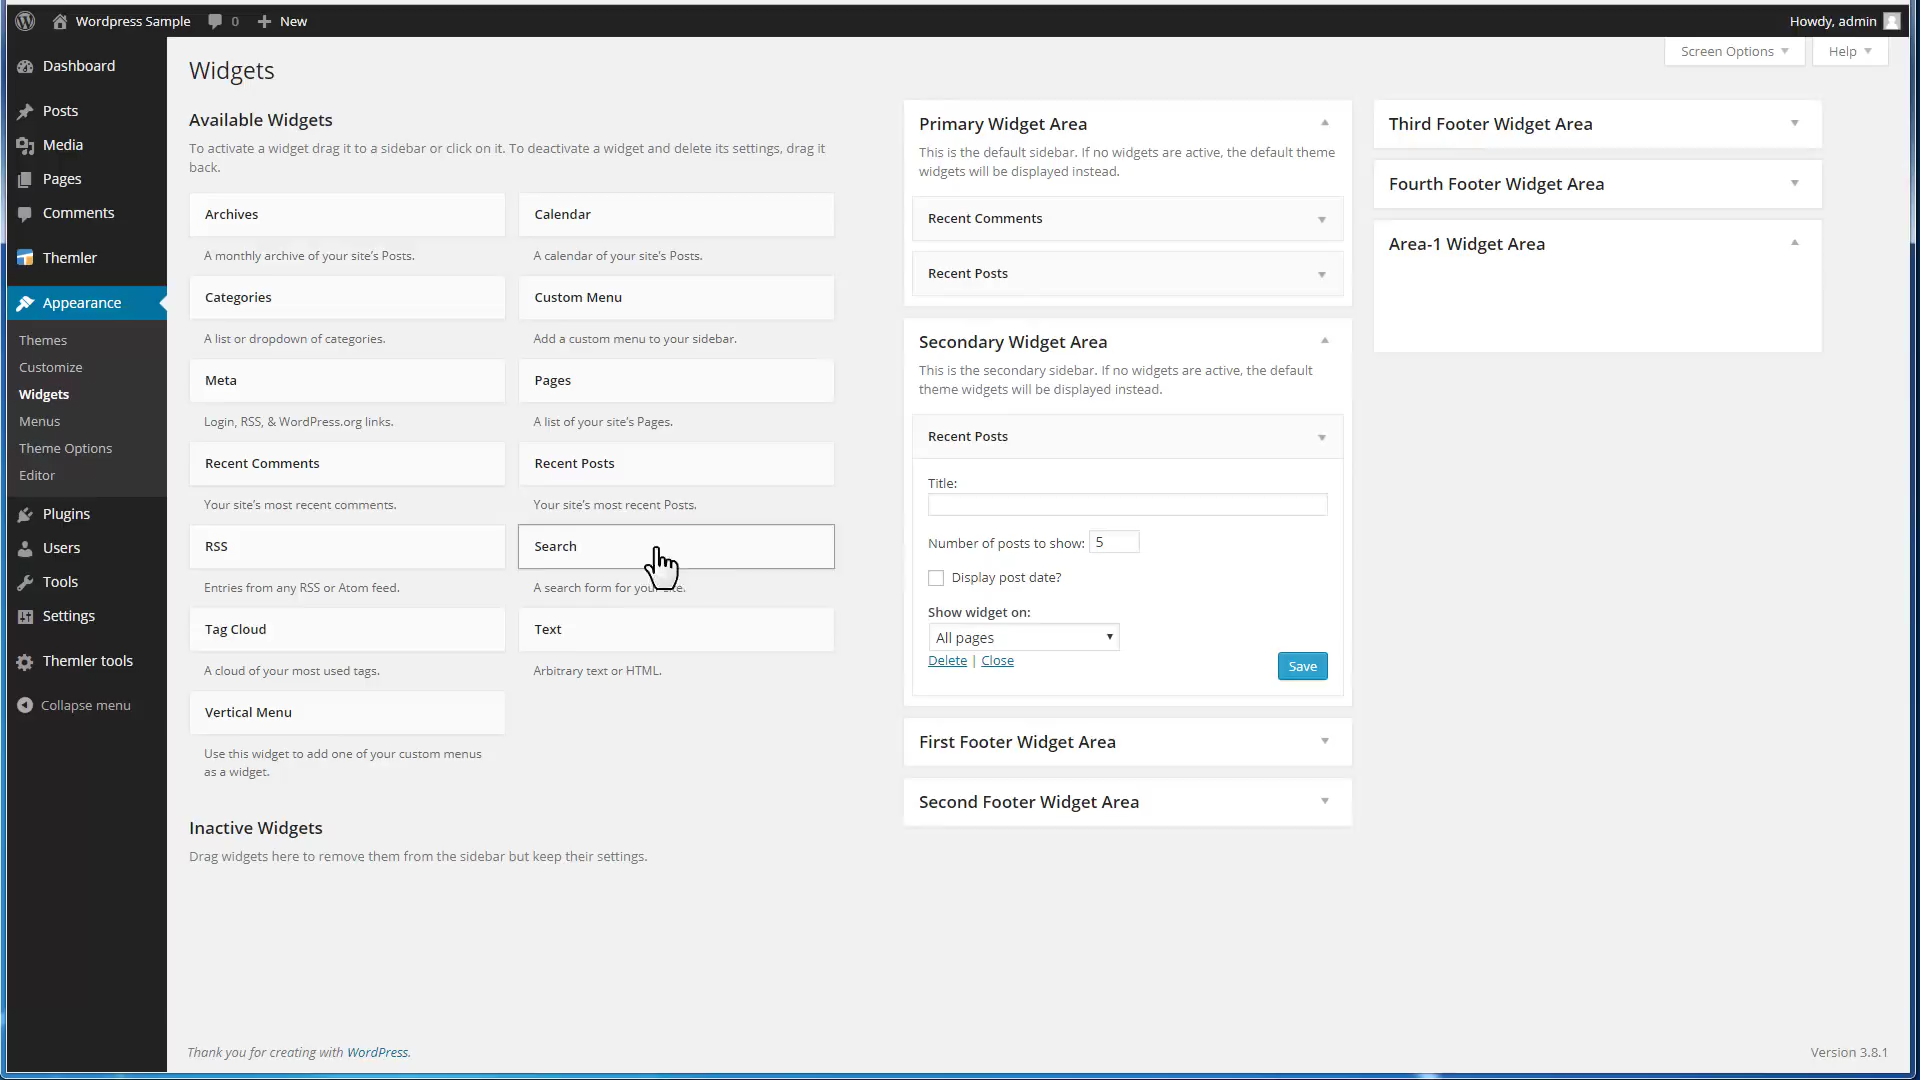 Wordpress Sample
0
New
Howdy, admin
Dashboard
Posts
Media
Pages
Comments
Themler
Appearance
Themes
Customize
Widgets
Menus
Theme Options
Editor
Plugins
Users
Tools
Settings
Themler tools
Collapse menu
Screen Options
Help
Widgets
Available Widgets
To activate a widget drag it to a sidebar or click on it. To deactivate a widget and delete its settings, drag it
back.
Archives
Calendar
A monthly archive of your site's Posts.
A calendar of your site's Posts.
Categories
Custom Menu
A list or dropdown of categories.
Add a custom menu to your sidebar.
Meta
Pages
Login, RSS, & WordPress.org links.
A list of your site's Pages.
Recent Comments
Recent Posts
Your site's most recent comments.
Your site's most recent Posts.
RSS
Search
Entries from any RSS or Atom feed.
A search form for your site.
Tag Cloud
Text
A cloud of your most used tags.
Arbitrary text or HTML.
Vertical Menu
Use this widget to add one of your custom menus
as a widget.
Inactive Widgets
Drag widgets here to remove them from the sidebar but keep their settings.
Primary Widget Area
This is the default sidebar. If no widgets are active, the default theme
widgets will be displayed instead.
Recent Comments
Recent Posts
Secondary Widget Area
This is the secondary sidebar. If no widgets are active, the default
theme widgets will be displayed instead.
Recent Posts
Title:
Number of posts to show: 5
Display post date?
Show widget on:
All pages
Delete | Close
Save
First Footer Widget Area
Second Footer Widget Area
Third Footer Widget Area
Fourth Footer Widget Area
Area-1 Widget Area
Thank you for creating with WordPress.
Version 3.8.1